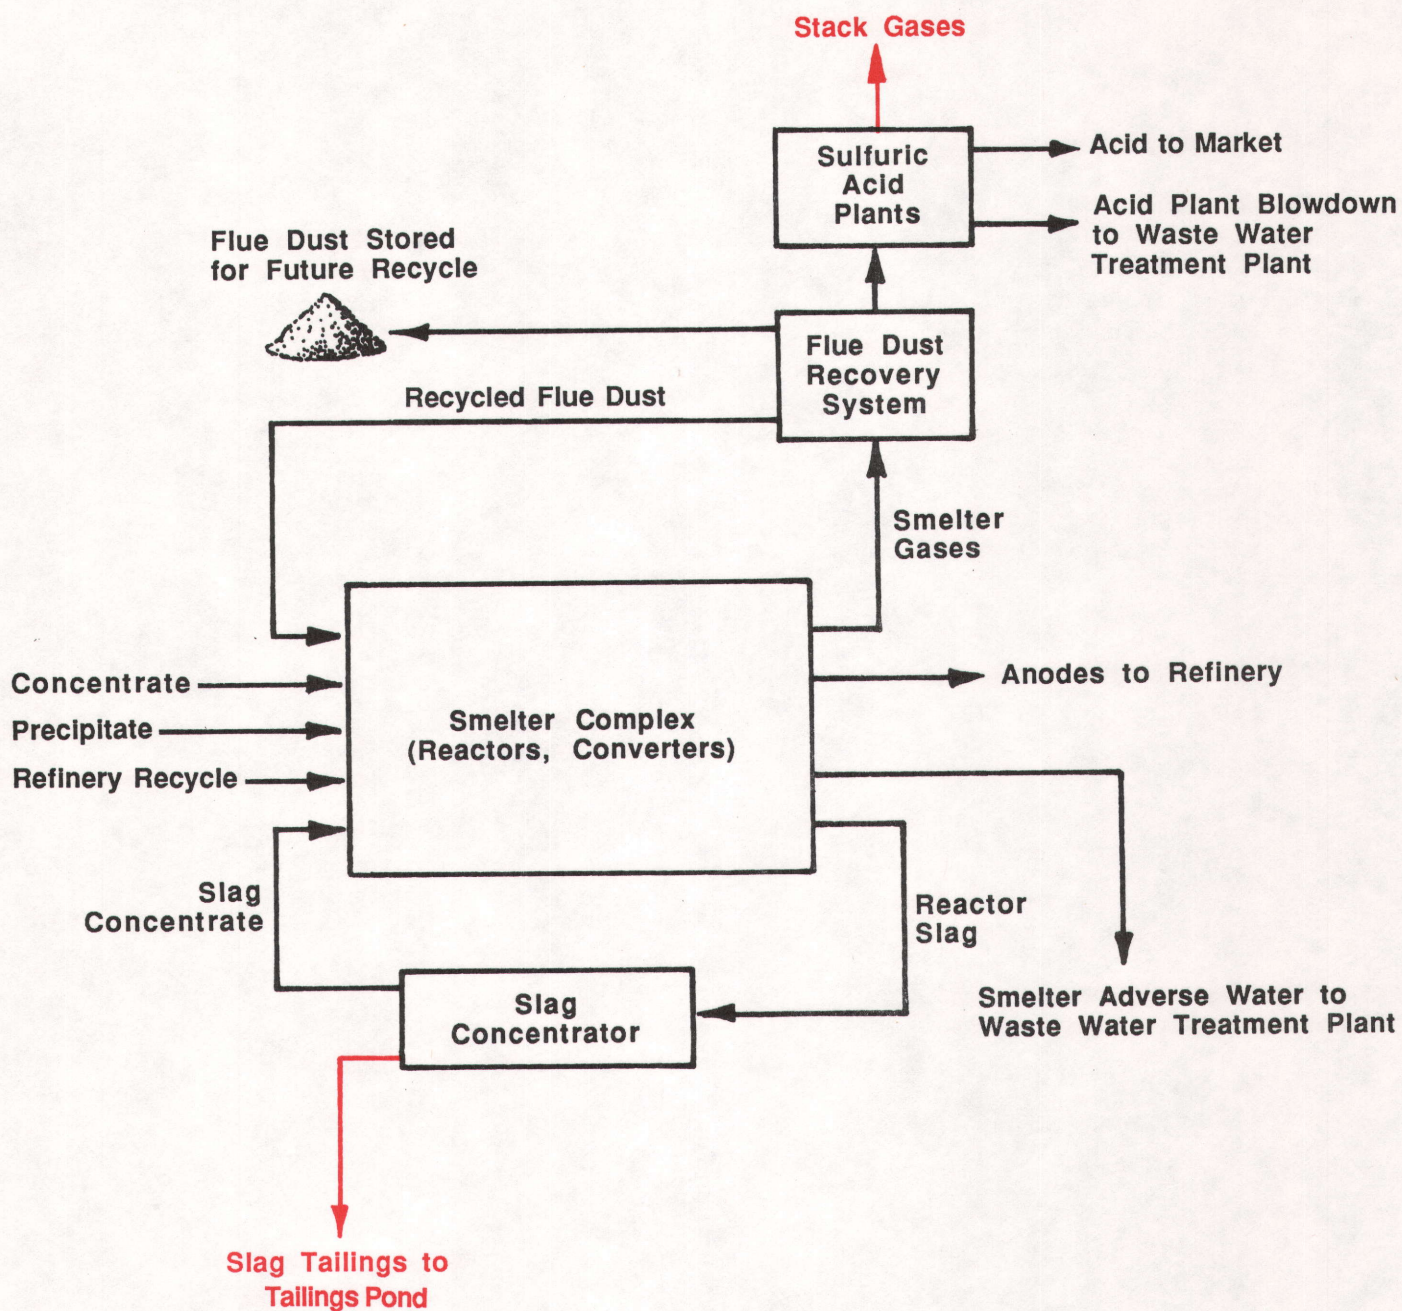 Stack Gases
Sulfuric
Acid
Plants
Acid to Market
Acid Plant Blowdown
to Waste Water
Treatment Plant
Flue Dust Stored
for Future Recycle
Flue Dust
Recovery
System
Recycled Flue Dust
Smelter
Gases
Concentrate
Precipitate
Refinery Recycle
Smelter Complex
(Reactors, Converters)
Anodes to Refinery
Slag
Concentrate
Reactor
Slag
Slag
Concentrator
Smelter Adverse Water to
Waste Water Treatment Plant
Slag Tailings to
Tailings Pond